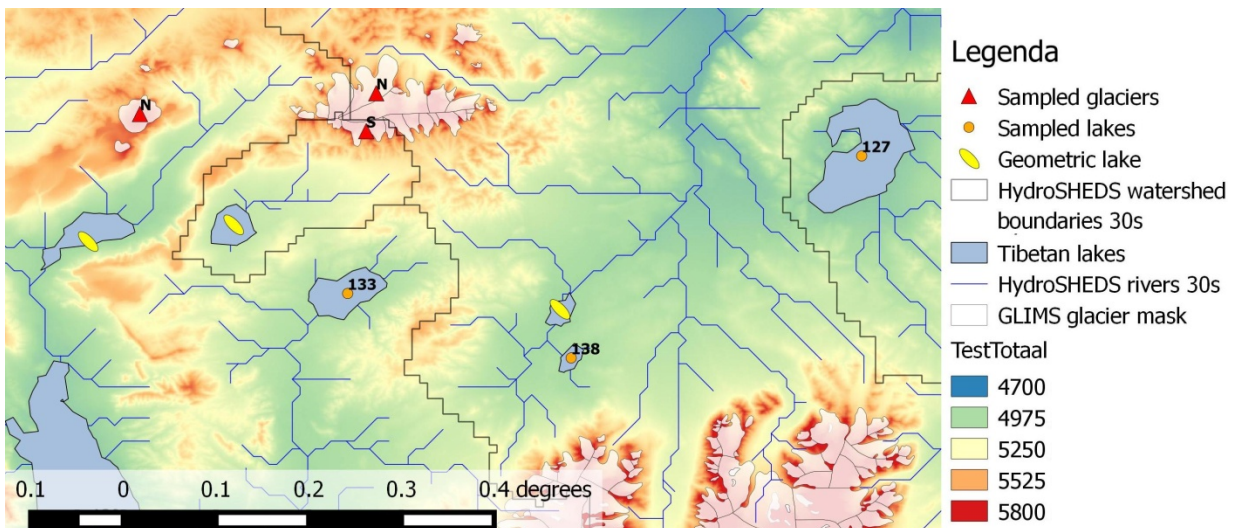 N
N
S
127
133
138
0.1 0 0.1 0.2 0.3 0.4 degrees
Legenda
Sampled glaciers
Sampled lakes
Geometric lake
HydroSHEDS watershed
boundaries 30s
Tibetan lakes
HydroSHEDS rivers 30s
GLIMS glacier mask
TestTotaal
4700
4975
5250
5525
5800